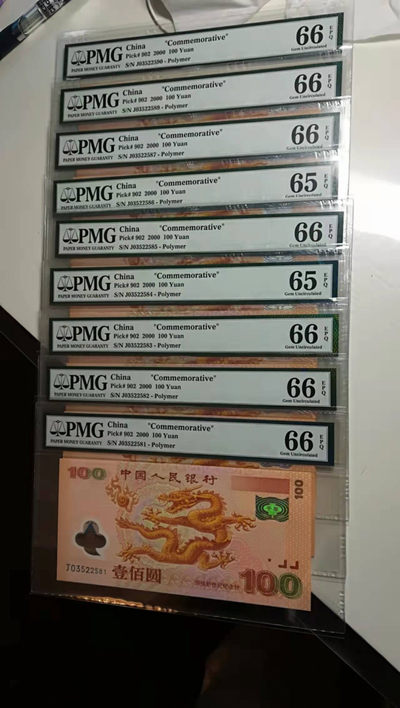 PMG
PAPER MONEY GUARANTY
China "Commemorative"
Pick# 902 2000 100 Yuan
S/N J03522590 - Polymer
66 EPQ
Gem Uncirculated
PMG
PAPER MONEY GUARANTY
China "Commemorative"
Pick# 902 2000 100 Yuan
S/N J03522589 - Polymer
66 EPQ
Gem Uncirculated
PMG
PAPER MONEY GUARANTY
China "Commemorative"
Pick# 902 2000 100 Yuan
S/N J03522587 - Polymer
66 EPQ
Gem Uncirculated
PMG
PAPER MONEY GUARANTY
China "Commemorative"
Pick# 902 2000 100 Yuan
S/N J03522586 - Polymer
65 EPQ
Gem Uncirculated
PMG
PAPER MONEY GUARANTY
China "Commemorative"
Pick# 902 2000 100 Yuan
S/N J03522585 - Polymer
66 EPQ
Gem Uncirculated
PMG
PAPER MONEY GUARANTY
China "Commemorative"
Pick# 902 2000 100 Yuan
S/N J03522584 - Polymer
65 EPQ
Gem Uncirculated
PMG
PAPER MONEY GUARANTY
China "Commemorative"
Pick# 902 2000 100 Yuan
S/N J03522583 - Polymer
66 EPQ
Gem Uncirculated
PMG
PAPER MONEY GUARANTY
China "Commemorative"
Pick# 902 2000 100 Yuan
S/N J03522582 - Polymer
66 EPQ
Gem Uncirculated
PMG
PAPER MONEY GUARANTY
China "Commemorative"
Pick# 902 2000 100 Yuan
S/N J03522581 - Polymer
66 EPQ
Gem Uncirculated
100 中国人民银行
100
J03522581
壹佰圓
100